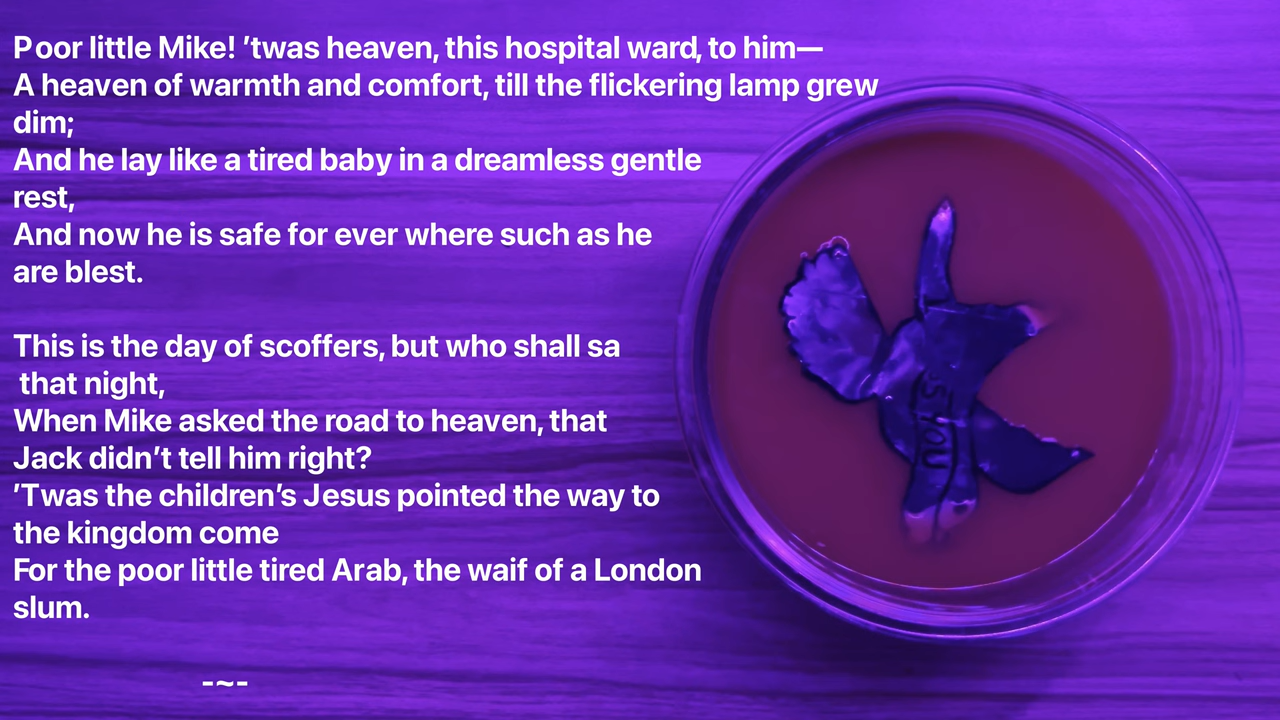 Poor little Mike! ’twas heaven, this hospital ward, to him—
A heaven of warmth and comfort, till the flickering lamp grew
dim;
And he lay like a tired baby in a dreamless gentle
rest,
And now he is safe for ever where such as he
are blest.
This is the day of scoffers, but who shall sa
that night,
When Mike asked the road to heaven, that
Jack didn’t tell him right?
’Twas the children’s Jesus pointed the way to
the kingdom come
For the poor little tired Arab, the waif of a London
slum.
-~-
YOU